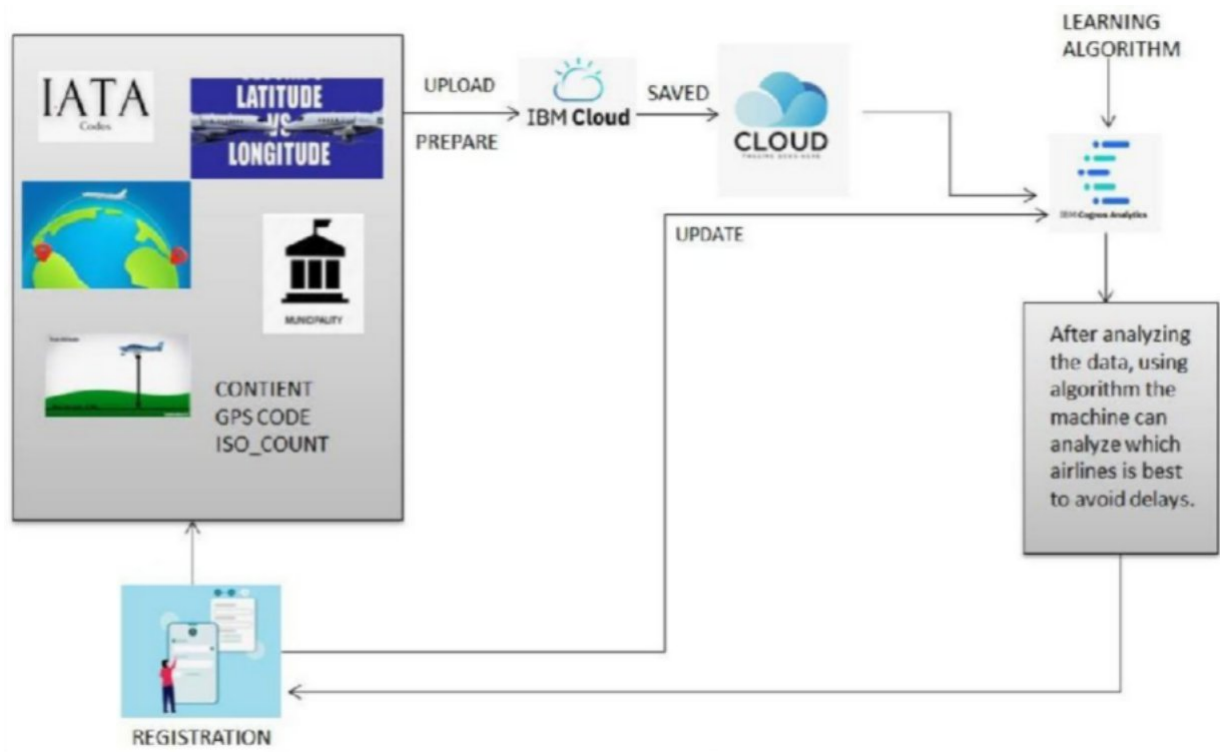 LEARNING
ALGORITHM
IATA
Codes
LATITUDE
VS
LONGITUDE
UPLOAD
PREPARE
IBM Cloud
SAVED
CLOUD
IBM Cognos Analytics
UPDATE
MUNICIPALITY
CONTIENT
GPS CODE
ISO_COUNT
After analyzing
the data, using
algorithm the
machine can
analyze which
airlines is best
to avoid delays.
REGISTRATION